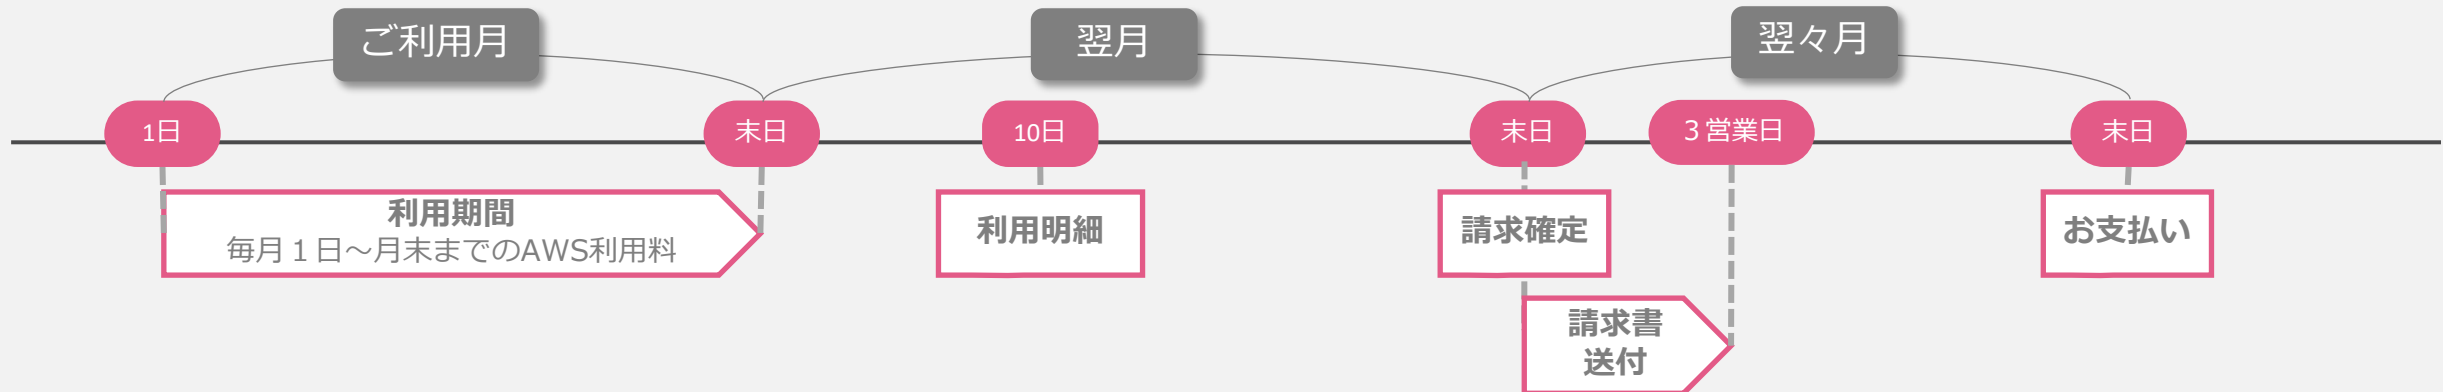 ご利用月
翌月
翌々月
1日
末日
10日
末日
３営業日
末日
利用期間
毎月１日～月末までのAWS利用料
利用明細
請求確定
お支払い
請求書
送付